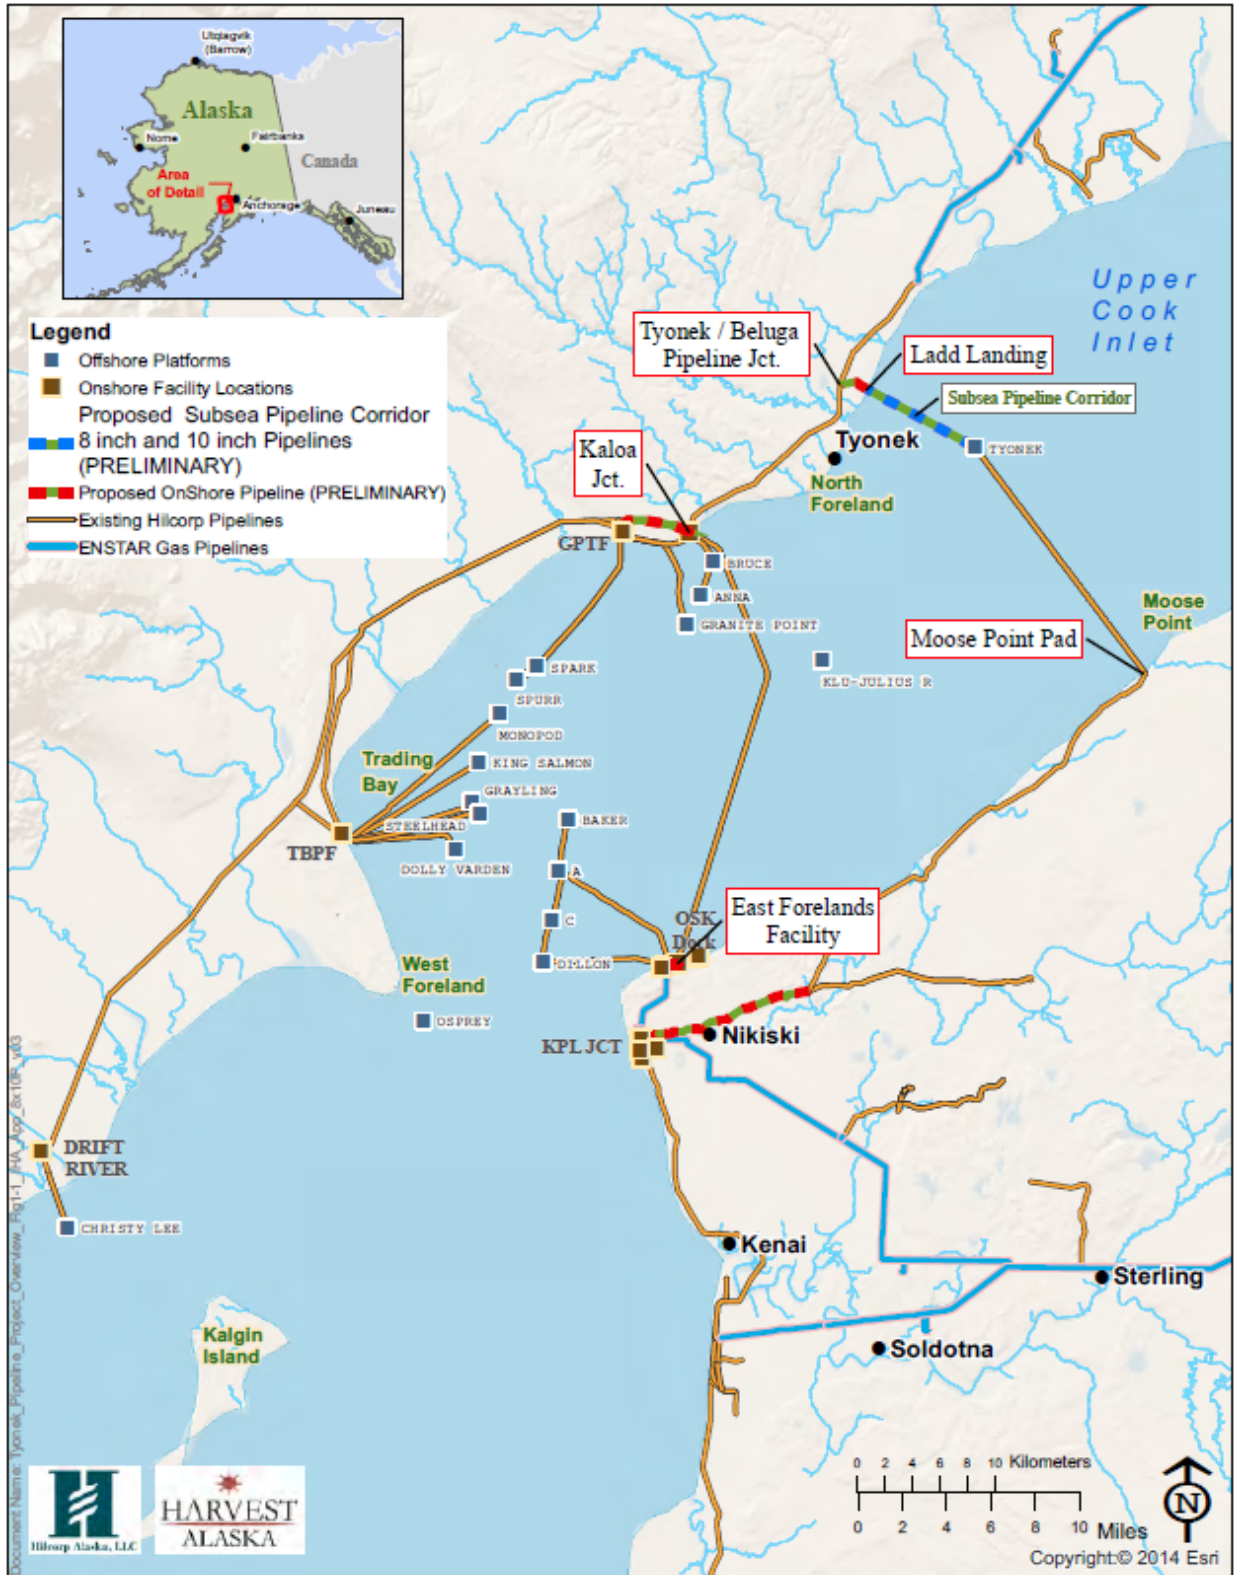 Utqiagvik
(Barrow)
Alaska
Nome
Fairbanks
Canada
Area
of Detail
Anchorage
Juneau
Upper
Cook
Inlet
Legend
Offshore Platforms
Onshore Facility Locations
Proposed Subsea Pipeline Corridor
8 inch and 10 inch Pipelines
(PRELIMINARY)
Proposed OnShore Pipeline (PRELIMINARY)
Existing Hilcorp Pipelines
ENSTAR Gas Pipelines
Tyonek / Beluga
Pipeline Jct.
Ladd Landing
Subsea Pipeline Corridor
Tyonek
TYONEK
Kaloa
Jct.
North
Foreland
GPTF
BRUCE
ANNA
GRANITE POINT
Moose
Point
Moose Point Pad
SPARK
KLU-JULIUS R
SPURR
MONOPOD
Trading
Bay
KING SALMON
GRAYLING
STEELHEAD
BAKER
TBPF
DOLLY VARDEN
A
East Forelands
Facility
OSK
Dock
C
DILLON
West
Foreland
OSPREY
Nikiski
KPL JCT
DRIFT
RIVER
CHRISTY LEE
Kenai
Sterling
Kalgin
Island
Soldotna
0 2 4 6 8 10 Kilometers
0 2 4 6 8 10 Miles
N
Copyright:© 2014 Esri
H
Hilcorp Alaska, LLC
HARVEST
ALASKA
Document Name: Tyonek_Pipeline_Project_Overview_Fig1-1_IHA_App_8x10P_v03